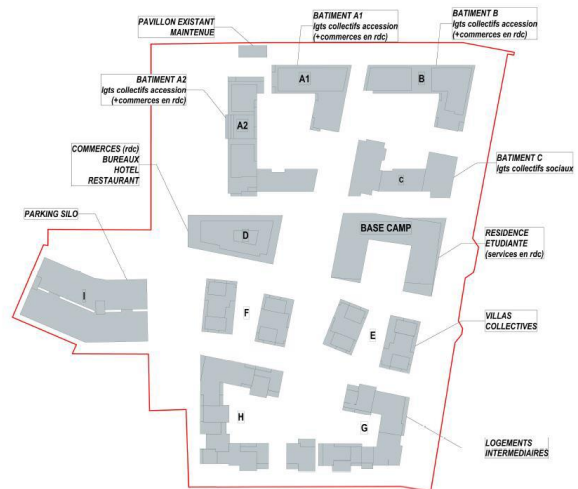 PAVILLON EXISTANT
MAINTENUE
BATIMENT A1
lgts collectifs accession
(+commerces en rdc)
BATIMENT B
lgts collectifs accession
(+commerces en rdc)
BATIMENT A2
lgts collectifs accession
(+commerces en rdc)
A1
B
A2
COMMERCES (rdc)
BUREAUX
HOTEL
RESTAURANT
BATIMENT C
lgts collectifs sociaux
C
PARKING SILO
D
BASE CAMP
RESIDENCE
ETUDIANTE
(services en rdc)
I
F
E
VILLAS
COLLECTIVES
H
G
LOGEMENTS
INTERMEDIAIRES